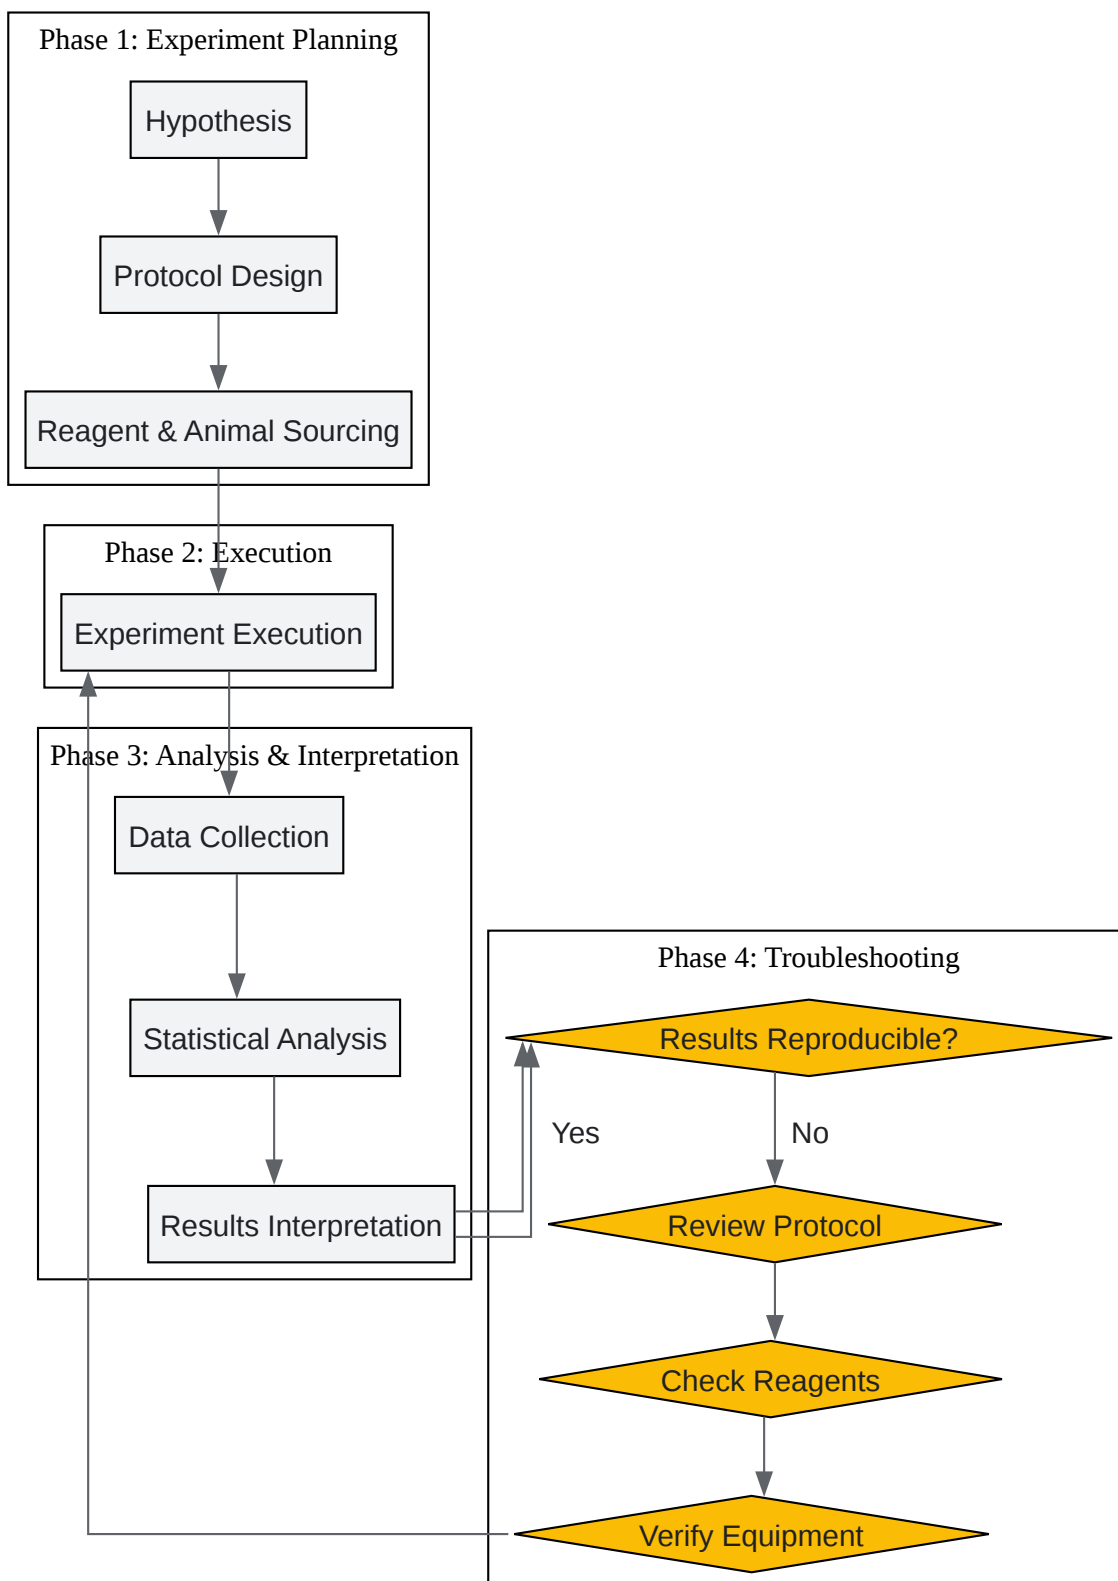 Phase 1: Experiment Planning
Hypothesis
Protocol Design
Reagent & Animal Sourcing
Phase 2: Execution
Experiment Execution
Phase 3: Analysis & Interpretation
Data Collection
Statistical Analysis
Results Interpretation
Phase 4: Troubleshooting
Results Reproducible?
Yes
No
Review Protocol
Check Reagents
Verify Equipment